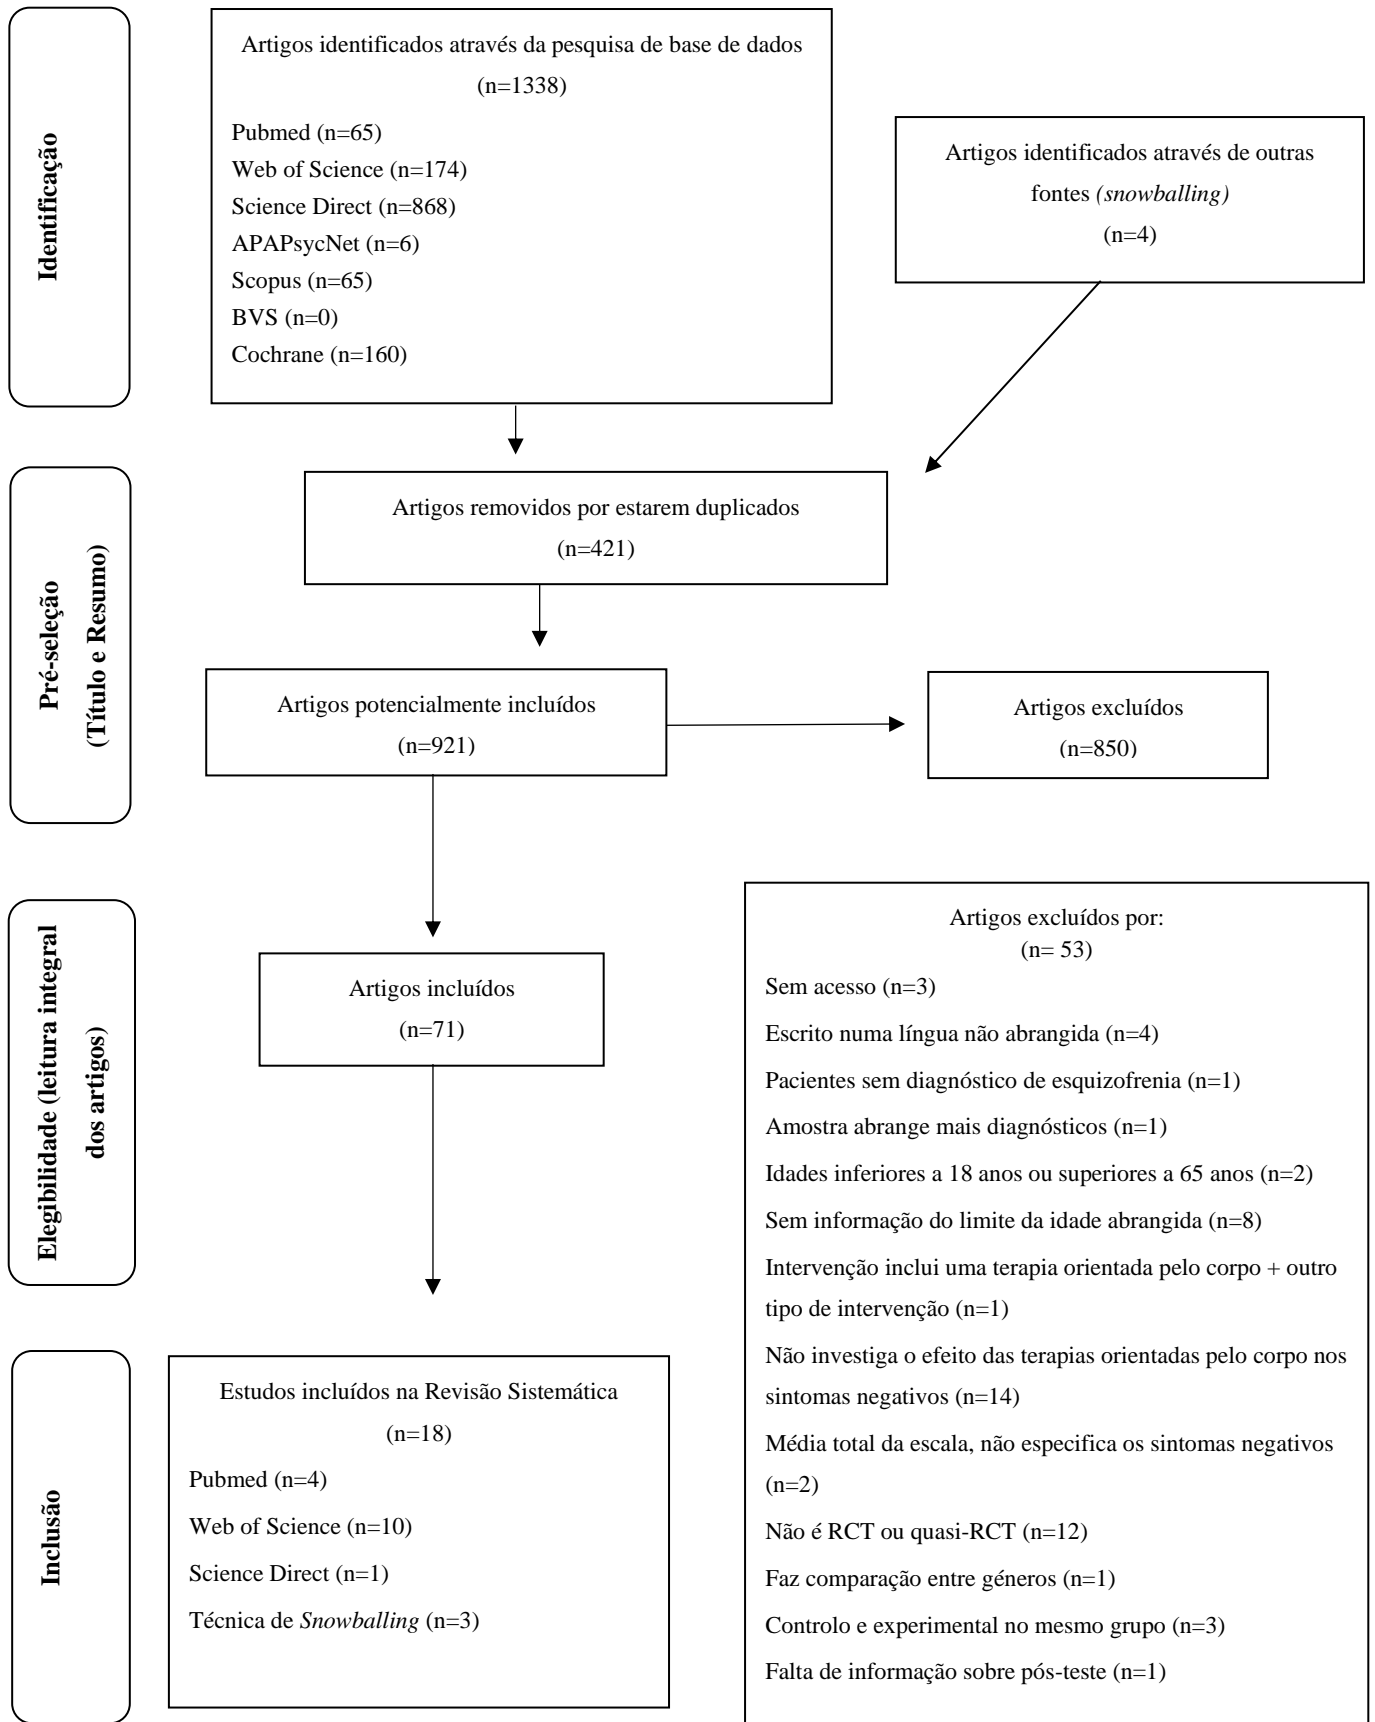 Identificação
Artigos identificados através da pesquisa de base de dados
(n=1338)
Pubmed (n=65)
Web of Science (n=174)
Science Direct (n=868)
APAPsycNet (n=6)
Scopus (n=65)
BVS (n=0)
Cochrane (n=160)
Artigos identificados através de outras
fontes (snowballing)
(n=4)
Pré-seleção
(Título e Resumo)
Artigos removidos por estarem duplicados
(n=421)
Artigos potencialmente incluídos
(n=921)
Artigos excluídos
(n=850)
Elegibilidade (leitura integral
dos artigos)
Artigos incluídos
(n=71)
Artigos excluídos por:
(n= 53)
Sem acesso (n=3)
Escrito numa língua não abrangida (n=4)
Pacientes sem diagnóstico de esquizofrenia (n=1)
Amostra abrange mais diagnósticos (n=1)
Idades inferiores a 18 anos ou superiores a 65 anos (n=2)
Sem informação do limite da idade abrangida (n=8)
Intervenção inclui uma terapia orientada pelo corpo + outro
tipo de intervenção (n=1)
Não investiga o efeito das terapias orientadas pelo corpo nos
sintomas negativos (n=14)
Média total da escala, não especifica os sintomas negativos
(n=2)
Não é RCT ou quasi-RCT (n=12)
Faz comparação entre géneros (n=1)
Controlo e experimental no mesmo grupo (n=3)
Falta de informação sobre pós-teste (n=1)
Inclusão
Estudos incluídos na Revisão Sistemática
(n=18)
Pubmed (n=4)
Web of Science (n=10)
Science Direct (n=1)
Técnica de Snowballing (n=3)